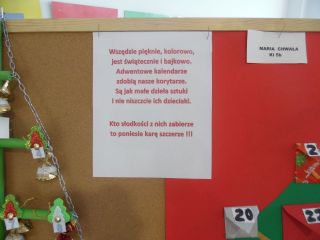 Wszędzie pięknie, kolorowo,
jest świątecznie i bajkowo.
Adwentowe kalendarze
zdobią nasze korytarze.
Są jak małe dzieła sztuki
i nie niszczcie ich dzieciaki.
Kto słodkości z nich zabierze
to poniesie karę szczerze !!!
MARIA CHWAŁA
KL 5b
20
22